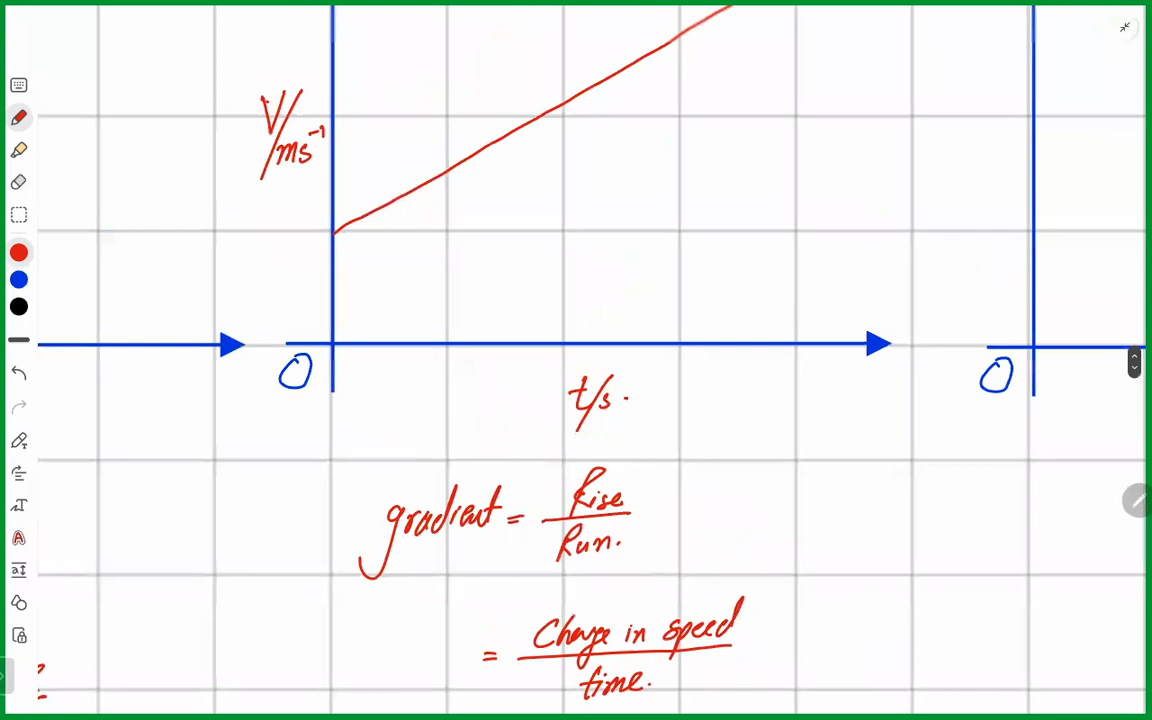 V/
/ms⁻¹
O
O
t/s.
gradient = Rise
Run.
= Change in speed
time.